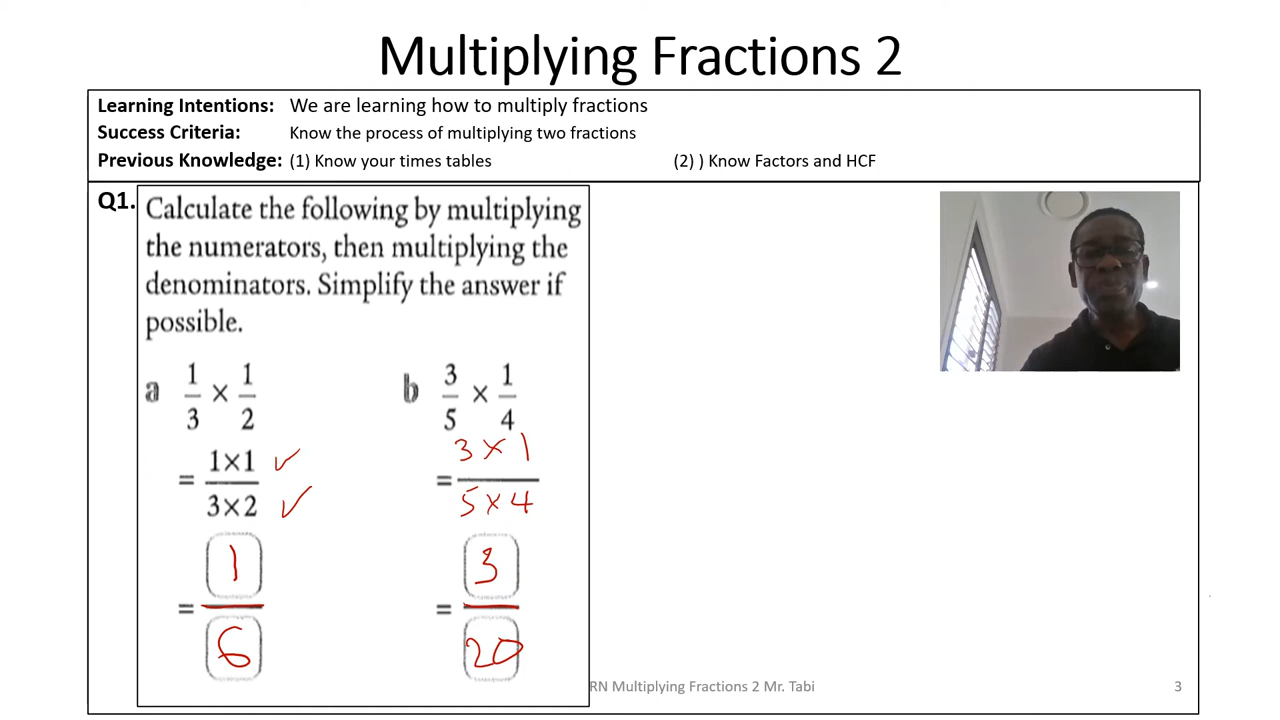 Multiplying Fractions 2
Learning Intentions: We are learning how to multiply fractions
Success Criteria: Know the process of multiplying two fractions
Previous Knowledge: (1) Know your times tables (2) ) Know Factors and HCF
Q1.
Calculate the following by multiplying
the numerators, then multiplying the
denominators. Simplify the answer if
possible.
a 1/3 × 1/2
= 1×1 ✓
3×2 ✓
= 1
6
b 3/5 × 1/4
= 3 × 1
5 × 4
= 3
20
RN Multiplying Fractions 2 Mr. Tabi
3